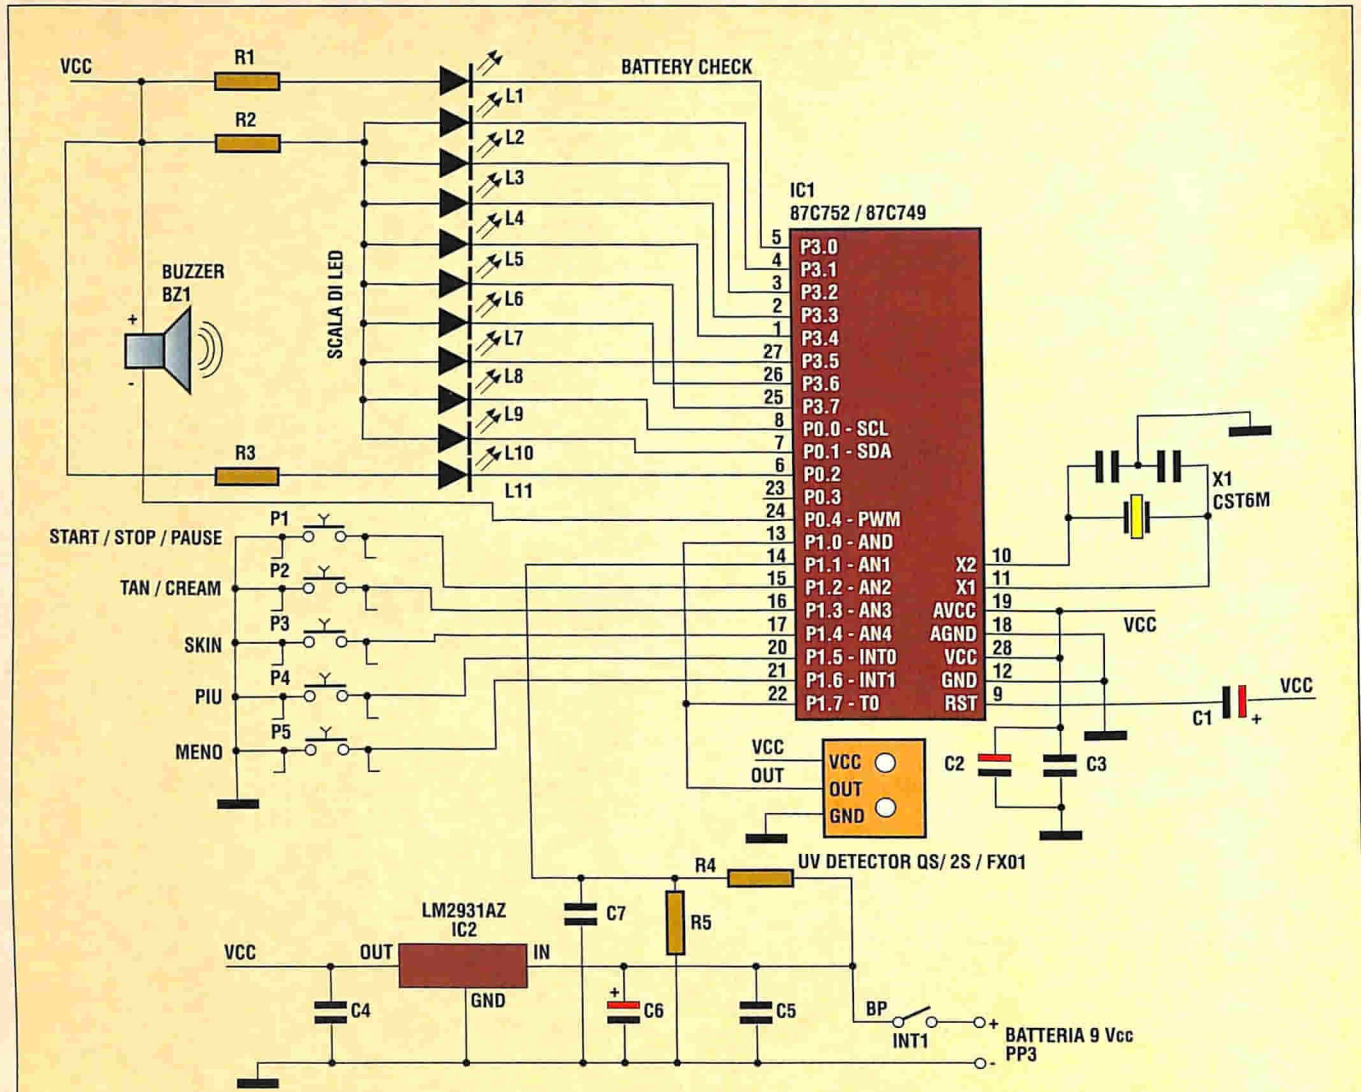 VCC
R1
BATTERY CHECK
L1
R2
L2
L3
L4
L5
L6
L7
L8
L9
L10
L11
SCALA DI LED
BUZZER
BZ1
+
-
R3
IC1
87C752 / 87C749
5 P3.0
4 P3.1
3 P3.2
2 P3.3
1 P3.4
27 P3.5
26 P3.6
25 P3.7
8 P0.0 - SCL
7 P0.1 - SDA
6 P0.2
23 P0.3
24 P0.4 - PWM
13 P1.0 - AND
14 P1.1 - AN1
15 P1.2 - AN2
16 P1.3 - AN3
17 P1.4 - AN4
20 P1.5 - INT0
21 P1.6 - INT1
22 P1.7 - T0
X2 10
X1 11
AVCC 19
AGND 18
VCC 28
GND 12
RST 9
X1
CST6M
VCC
VCC
C1
+
C2
C3
START / STOP / PAUSE
P1
TAN / CREAM
P2
SKIN
P3
PIU
P4
MENO
P5
VCC
OUT
VCC
OUT
GND
UV DETECTOR QS/ 2S / FX01
R4
R5
C7
LM2931AZ
IC2
VCC
OUT
IN
GND
C4
+
C6
C5
BP
INT1
+
-
BATTERIA 9 Vcc
PP3